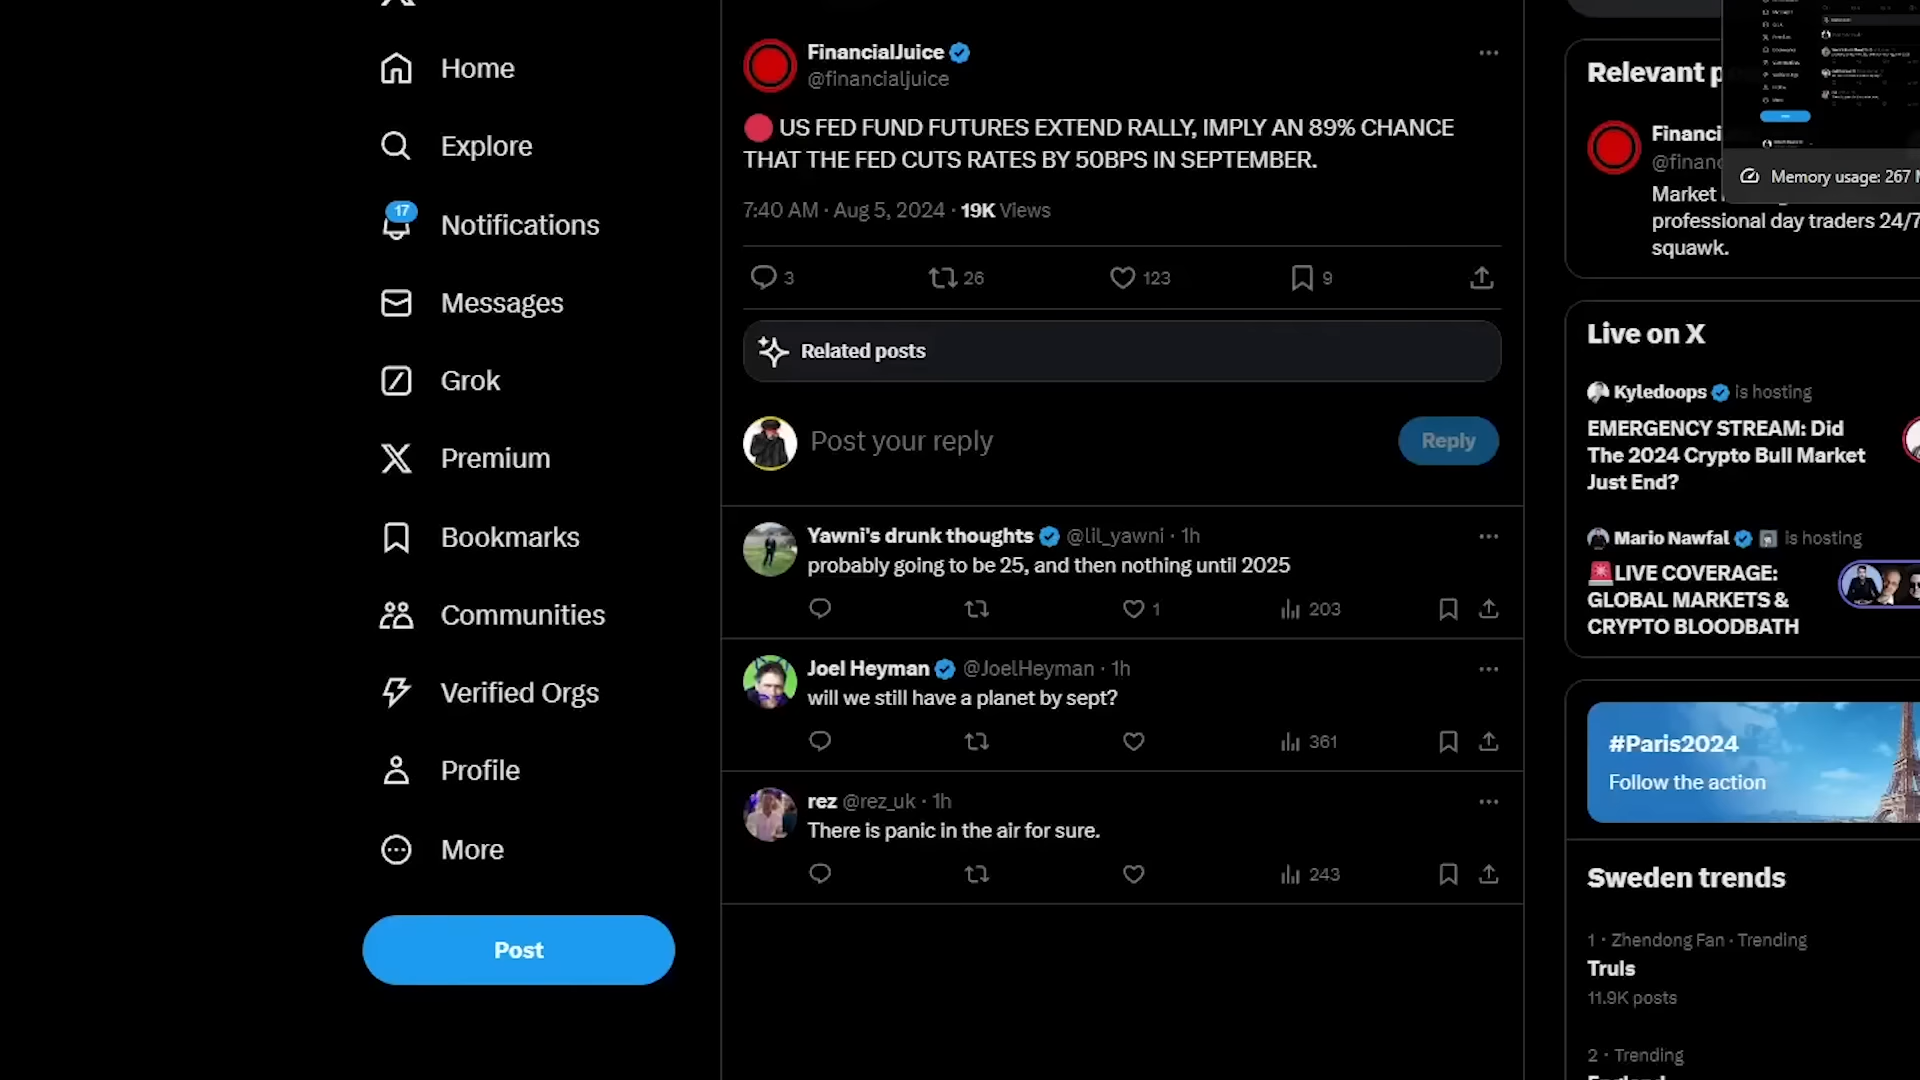 Home
Explore
17
Notifications
Messages
Grok
Premium
Bookmarks
Communities
Verified Orgs
Profile
More
Post
FinancialJuice
@financialjuice
US FED FUND FUTURES EXTEND RALLY, IMPLY AN 89% CHANCE
THAT THE FED CUTS RATES BY 50BPS IN SEPTEMBER.
7:40 AM · Aug 5, 2024 · 19K Views
3 26 123 9
Related posts
Post your reply
Reply
Yawni's drunk thoughts @lil_yawni · 1h
probably going to be 25, and then nothing until 2025
1 203
Joel Heyman @JoelHeyman · 1h
will we still have a planet by sept?
361
rez @rez_uk · 1h
There is panic in the air for sure.
243
Relevant
Financi
@finan
Memory usage: 267
Market
professional day traders 24/7
squawk.
Live on X
Kyledoops is hosting
EMERGENCY STREAM: Did
The 2024 Crypto Bull Market
Just End?
Mario Nawfal is hosting
LIVE COVERAGE:
GLOBAL MARKETS &
CRYPTO BLOODBATH
#Paris2024
Follow the action
Sweden trends
1 · Zhendong Fan · Trending
Truls
11.9K posts
2 · Trending